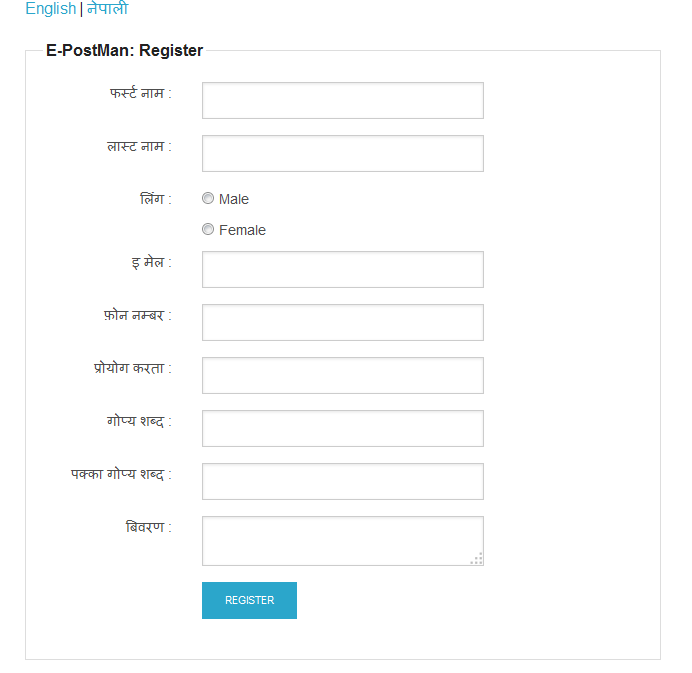 English | नेपाली
E-PostMan: Register
फर्स्ट नाम :
लास्ट नाम :
लिंग :
Male
Female
इ मेल :
फ़ोन नम्बर :
प्रोयोग करता :
गोप्य शब्द :
पक्का गोप्य शब्द :
बिवरण :
REGISTER